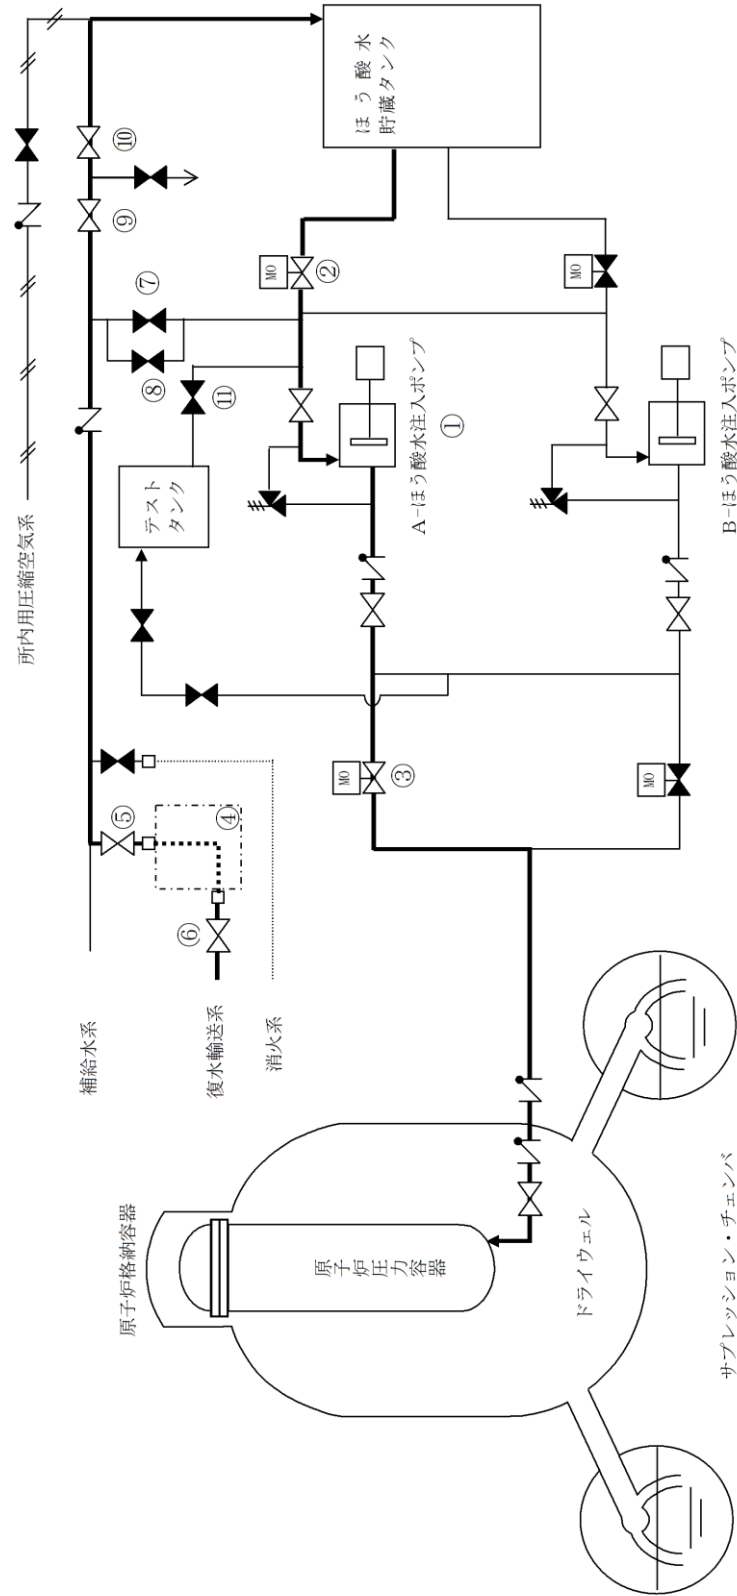 所内用圧縮空気系
⑩
⑨
⑦
⑧
⑪
ほう酸水
貯蔵タンク
MO
②
MO
テスト
タンク
A-ほう酸水注入ポンプ
①
B-ほう酸水注入ポンプ
MO
③
MO
⑤
④
⑥
補給水系
復水輸送系
消火系
原子炉格納容器
原子炉圧力容器
ドライウェル
サプレッション・チェンバ